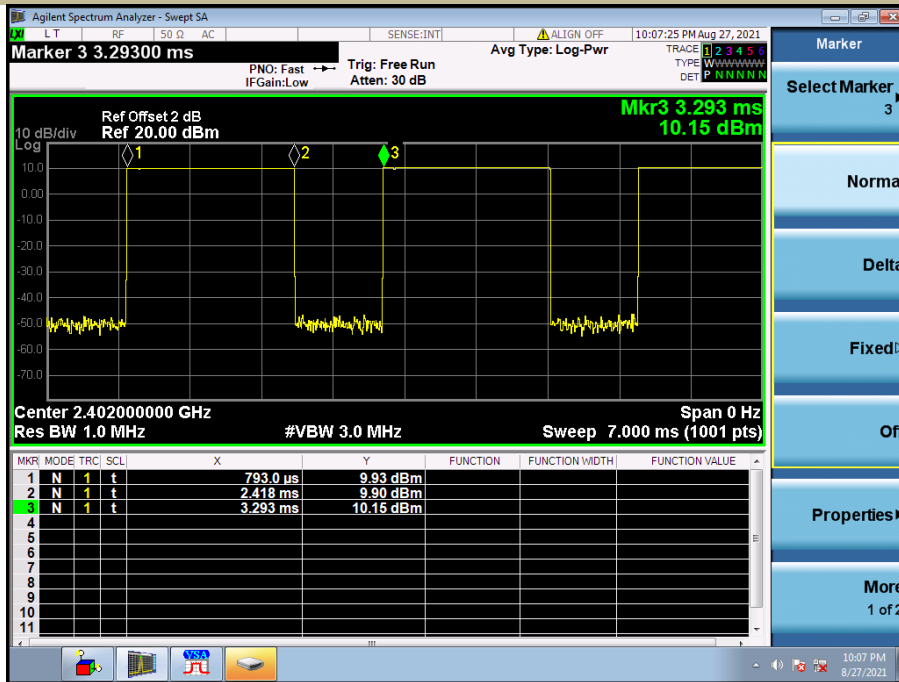 Agilent Spectrum Analyzer - Swept SA
LXI LT RF 50 Ω AC SENSE:INT ALIGN OFF 10:07:25 PM Aug 27, 2021
Marker 3 3.29300 ms
PNO: Fast
IFGain:Low
Trig: Free Run
Atten: 30 dB
Avg Type: Log-Pwr
TRACE 1 2 3 4 5 6
TYPE WWWWWW
DET P N N N N N
Ref Offset 2 dB
10 dB/div Ref 20.00 dBm
Log
Mkr3 3.293 ms
10.15 dBm
1 2 3
10.0
0.00
-10.0
-20.0
-30.0
-40.0
-50.0
-60.0
-70.0
Center 2.402000000 GHz Span 0 Hz
Res BW 1.0 MHz #VBW 3.0 MHz Sweep 7.000 ms (1001 pts)
MKR MODE TRC SCL X Y FUNCTION FUNCTION WIDTH FUNCTION VALUE
1 N 1 t 793.0 µs 9.93 dBm
2 N 1 t 2.418 ms 9.90 dBm
3 N 1 t 3.293 ms 10.15 dBm
4
5
6
7
8
9
10
11
Marker
Select Marker
3
Norma
Delta
Fixed
Of
Properties
More
1 of 2
VSA
10:07 PM
8/27/2021